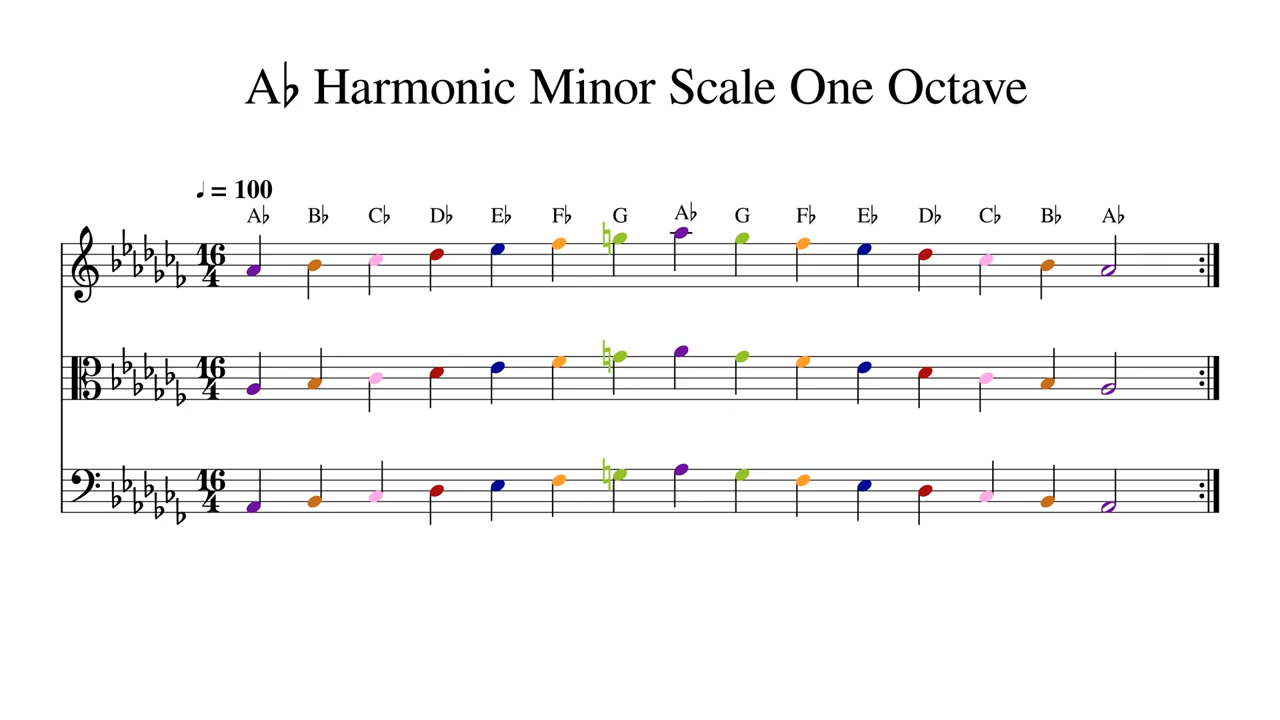 A♭ Harmonic Minor Scale One Octave
♩ = 100
A♭ B♭ C♭ D♭ E♭ F♭ G A♭ G F♭ E♭ D♭ C♭ B♭ A♭
16
4
16
4
16
4